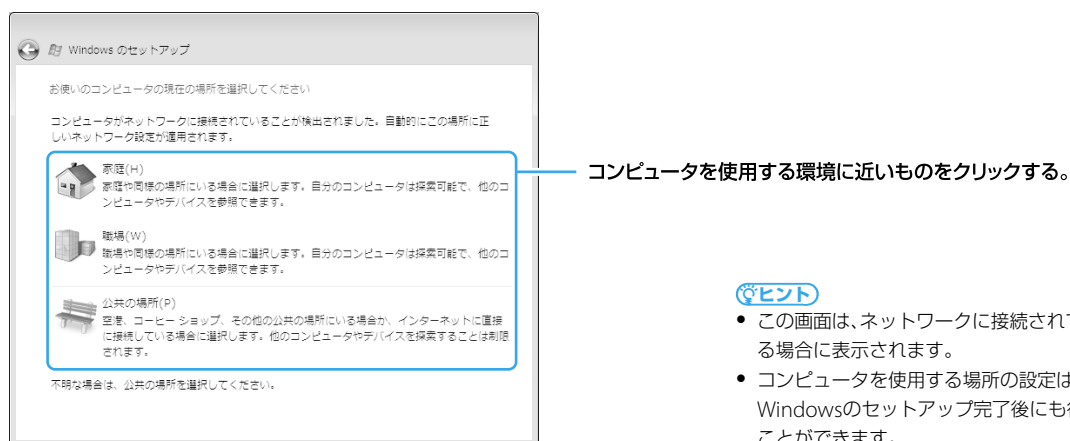 Windows のセットアップ
お使いのコンピュータの現在の場所を選択してください
コンピュータがネットワークに接続されていることが検出されました。自動的にこの場所に正
しいネットワーク設定が適用されます。
家庭(H)
家庭や同様の場所にいる場合に選択します。自分のコンピュータは探索可能で、他のコ
ンピュータやデバイスを参照できます。
職場(W)
職場や同様の場所にいる場合に選択します。自分のコンピュータは探索可能で、他のコ
ンピュータやデバイスを参照できます。
公共の場所(P)
空港、コーヒー ショップ、その他の公共の場所にいる場合か、インターネットに直接
に接続している場合に選択します。他のコンピュータやデバイスを探索することは制限
されます。
不明な場合は、公共の場所を選択してください。
コンピュータを使用する環境に近いものをクリックする。
ヒント
• この画面は、ネットワークに接続されて
る場合に表示されます。
• コンピュータを使用する場所の設定は
Windowsのセットアップ完了後にも
ことができます。